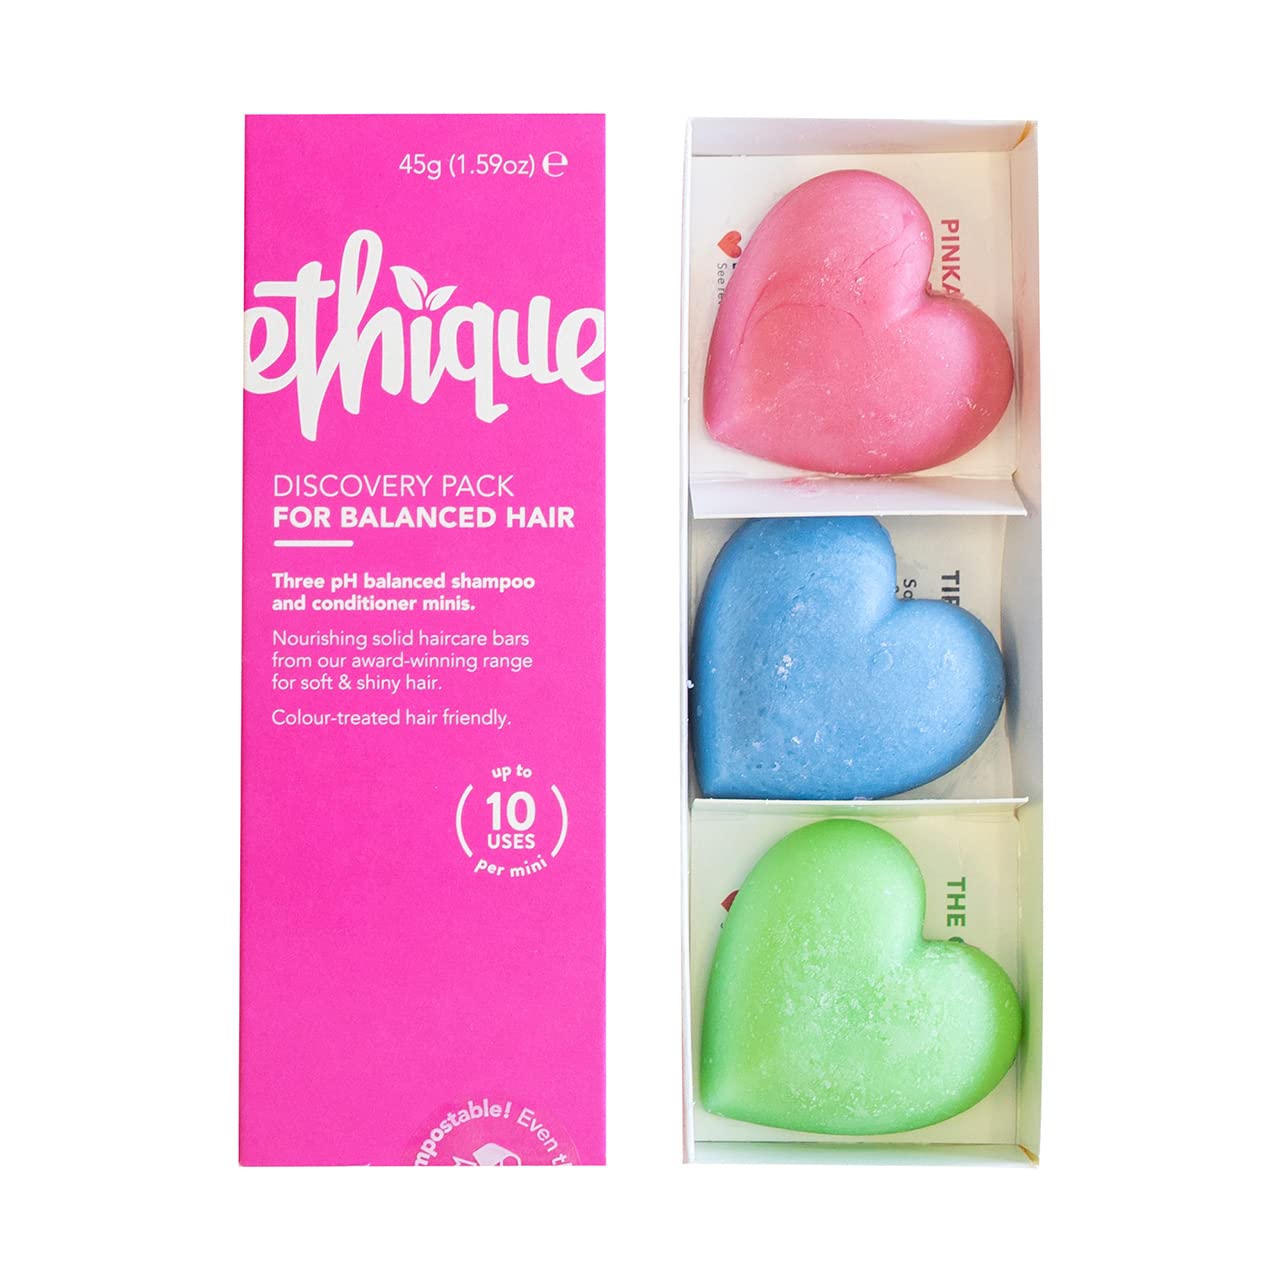 45g (1.59oz) ℮
ethique
DISCOVERY PACK
FOR BALANCED HAIR
Three pH balanced shampoo
and conditioner minis.
Nourishing solid haircare bars
from our award-winning range
for soft & shiny hair.
Colour-treated hair friendly.
up to
10
USES
per mini
Even
PINKA
See
THE